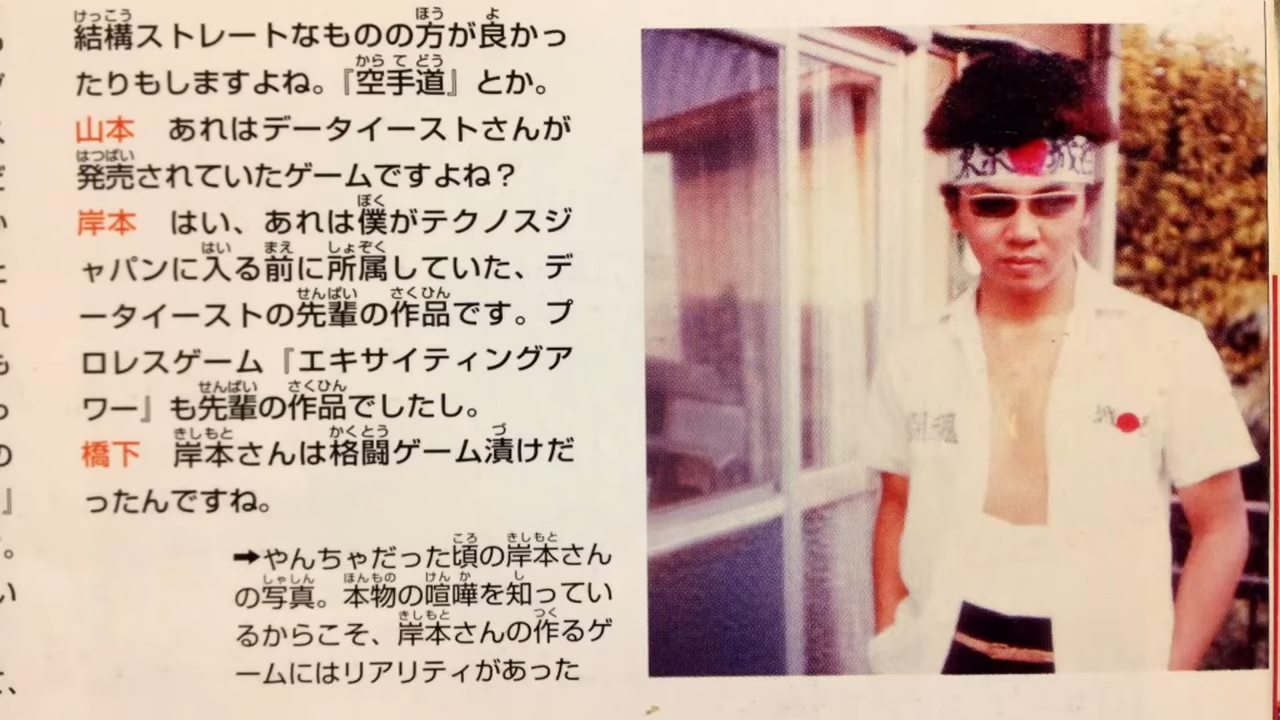 結構ストレートなものの方が良かっ
たりもしますよね。『空手道』とか。
山本　あれはデータイーストさんが
発売されていたゲームですよね？
岸本　はい、あれは僕がテクノスジ
ャパンに入る前に所属していた、デ
ータイーストの先輩の作品です。プ
ロレスゲーム『エキサイティングア
ワー』も先輩の作品でしたし。
橋下　岸本さんは格闘ゲーム漬けだ
ったんですね。
➡やんちゃだった頃の岸本さん
の写真。本物の喧嘩を知ってい
るからこそ、岸本さんの作るゲ
ームにはリアリティがあった
闘魂